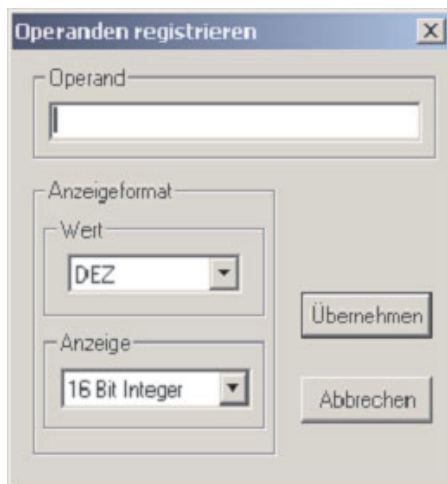 Operanden registrieren
Operand
Anzeigeformat
Wert
DEZ
Übernehmen
Anzeige
16 Bit Integer
Abbrechen